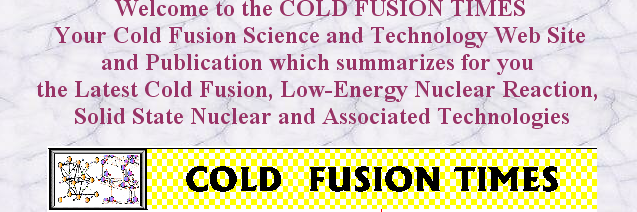 Welcome to the COLD FUSION TIMES
Your Cold Fusion Science and Technology Web Site
and Publication which summarizes for you
the Latest Cold Fusion, Low-Energy Nuclear Reaction,
Solid State Nuclear and Associated Technologies
COLD FUSION TIMES